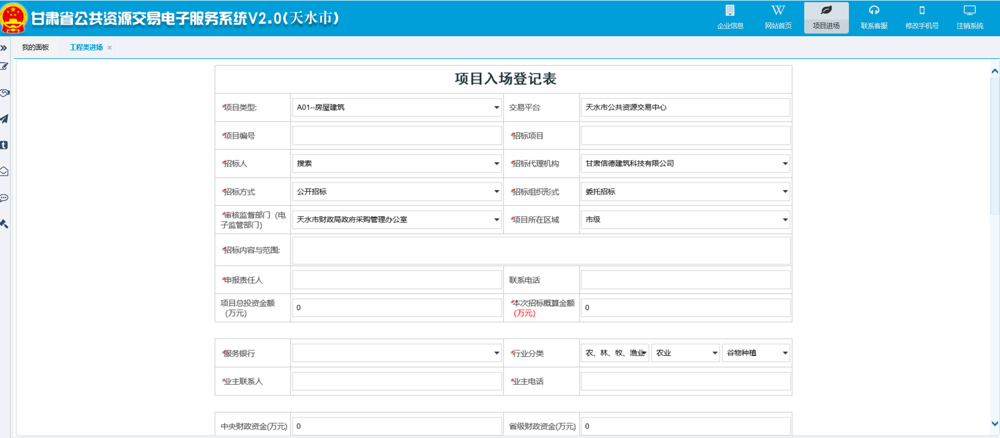 甘肃省公共资源交易电子服务系统V2.0(天水市)
企业信息
W
网站首页
项目进场
联系客服
修改手机号
注销系统
我的面板
工程类进场 ×
项目入场登记表
*项目类型: A01--房屋建筑 交易平台 天水市公共资源交易中心
*项目编号 *招标项目
*招标人 搜索 *招标代理机构 甘肃信德建筑科技有限公司
*招标方式 公开招标 *招标组织形式 委托招标
*审核监督部门（电
子监管部门) 天水市财政局政府采购管理办公室 *项目所在区域 市级
*招标内容与范围:
*申报责任人 联系电话
项目总投资金额
(万元) 0
*本次招标概算金额
(万元) 0
*服务银行 *行业分类 农、林、牧、渔业 农业 谷物种植
*业主联系人 *业主电话
中央财政资金(万元) 0 省级财政资金(万元) 0